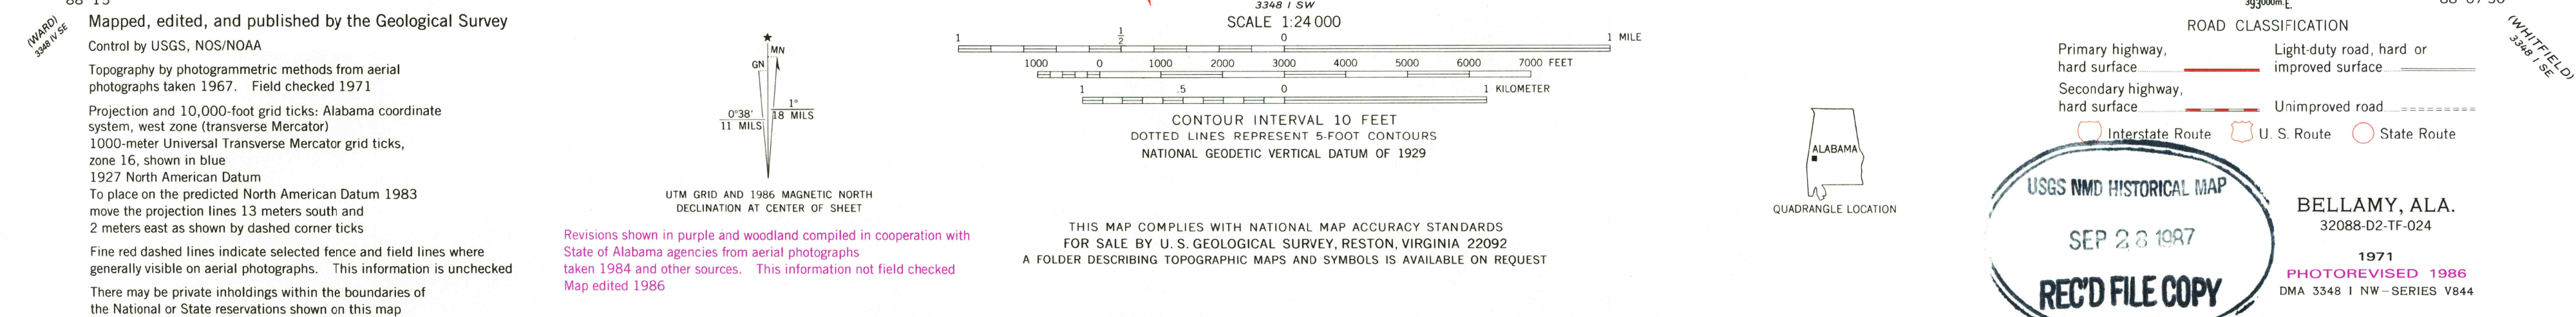 (WARD)
3348 IV SE
Mapped, edited, and published by the Geological Survey
Control by USGS, NOS/NOAA
Topography by photogrammetric methods from aerial
photographs taken 1967. Field checked 1971
Projection and 10,000-foot grid ticks: Alabama coordinate
system, west zone (transverse Mercator)
1000-meter Universal Transverse Mercator grid ticks,
zone 16, shown in blue
1927 North American Datum
To place on the predicted North American Datum 1983
move the projection lines 13 meters south and
2 meters east as shown by dashed corner ticks
Fine red dashed lines indicate selected fence and field lines where
generally visible on aerial photographs. This information is unchecked
There may be private inholdings within the boundaries of
the National or State reservations shown on this map
★
MN
GN
0°38'
11 MILS
1°
18 MILS
UTM GRID AND 1986 MAGNETIC NORTH
DECLINATION AT CENTER OF SHEET
Revisions shown in purple and woodland compiled in cooperation with
State of Alabama agencies from aerial photographs
taken 1984 and other sources. This information not field checked
Map edited 1986
3348 I SW
SCALE 1:24 000
1 1/2 0 1 MILE
1000 0 1000 2000 3000 4000 5000 6000 7000 FEET
1 .5 0 1 KILOMETER
CONTOUR INTERVAL 10 FEET
DOTTED LINES REPRESENT 5-FOOT CONTOURS
NATIONAL GEODETIC VERTICAL DATUM OF 1929
THIS MAP COMPLIES WITH NATIONAL MAP ACCURACY STANDARDS
FOR SALE BY U. S. GEOLOGICAL SURVEY, RESTON, VIRGINIA 22092
A FOLDER DESCRIBING TOPOGRAPHIC MAPS AND SYMBOLS IS AVAILABLE ON REQUEST
ALABAMA
QUADRANGLE LOCATION
393000m.E.
ROAD CLASSIFICATION
Primary highway,
hard surface
Light-duty road, hard or
improved surface
Secondary highway,
hard surface
Unimproved road
Interstate Route U. S. Route State Route
(WHITFIELD)
3348 I SE
USGS NMD HISTORICAL MAP
SEP 28 1987
REC'D FILE COPY
BELLAMY, ALA.
32088-D2-TF-024
1971
PHOTOREVISED 1986
DMA 3348 I NW-SERIES V844